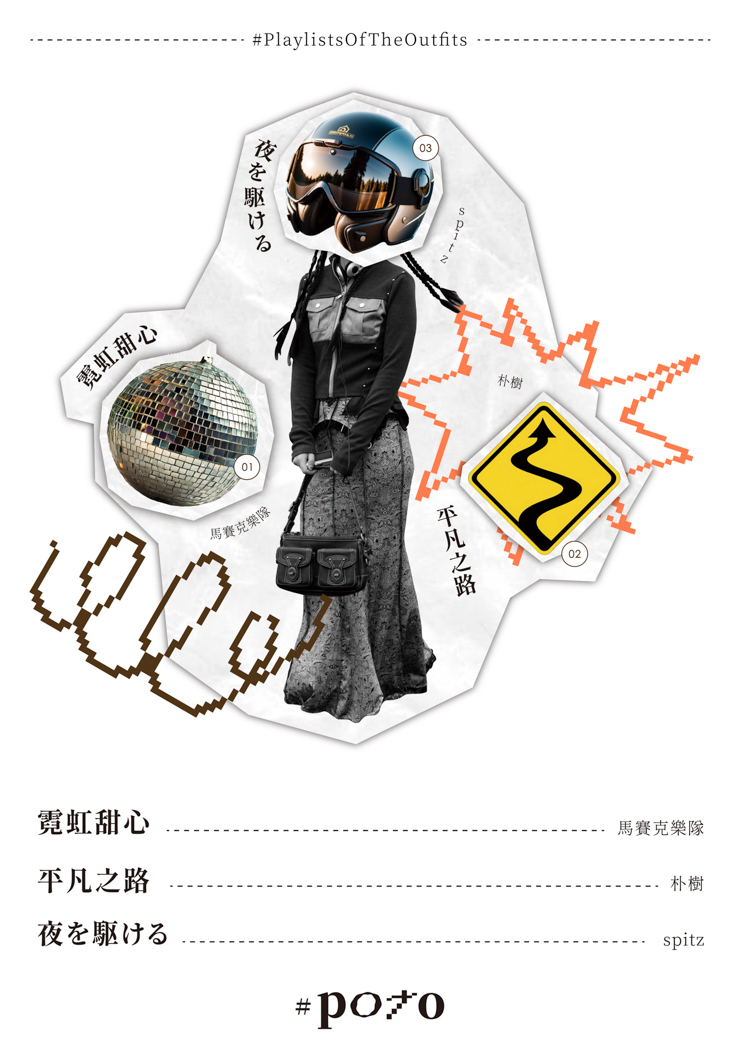 #PlaylistsOfTheOutfits
夜を駆ける
03
spitz
霓虹甜心
01
馬賽克樂隊
朴樹
平凡之路
02
霓虹甜心 馬賽克樂隊
平凡之路 朴樹
夜を駆ける spitz
#poto